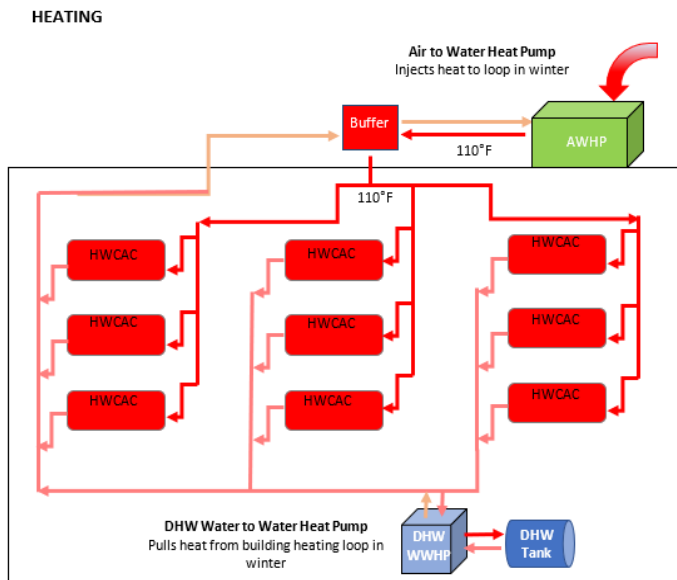 HEATING
Air to Water Heat Pump
Injects heat to loop in winter
Buffer
AWHP
110°F
110°F
HWCAC
HWCAC
HWCAC
HWCAC
HWCAC
HWCAC
HWCAC
HWCAC
HWCAC
DHW Water to Water Heat Pump
Pulls heat from building heating loop in
winter
DHW
WWHP
DHW
Tank